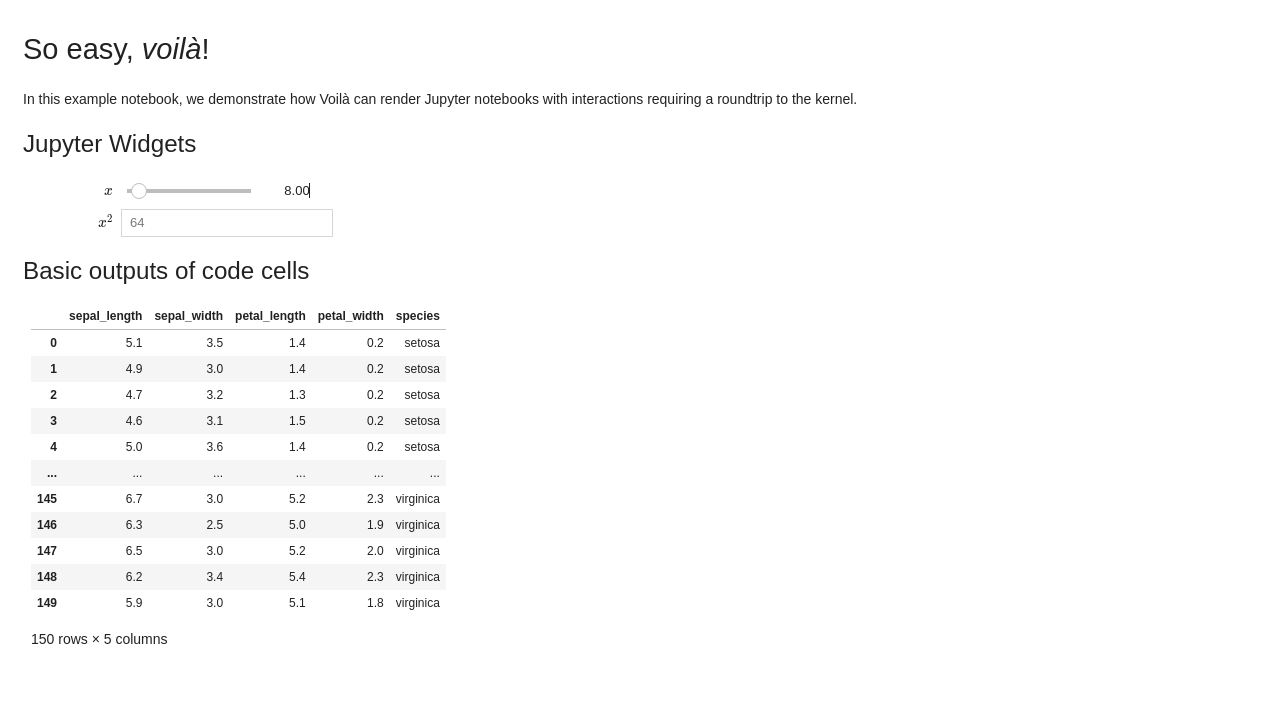 So easy, voilà!
In this example notebook, we demonstrate how Voilà can render Jupyter notebooks with interactions requiring a roundtrip to the kernel.
Jupyter Widgets
x 8.00
x² 64
Basic outputs of code cells
sepal_length sepal_width petal_length petal_width species
0 5.1 3.5 1.4 0.2 setosa
1 4.9 3.0 1.4 0.2 setosa
2 4.7 3.2 1.3 0.2 setosa
3 4.6 3.1 1.5 0.2 setosa
4 5.0 3.6 1.4 0.2 setosa
... ... ... ... ... ...
145 6.7 3.0 5.2 2.3 virginica
146 6.3 2.5 5.0 1.9 virginica
147 6.5 3.0 5.2 2.0 virginica
148 6.2 3.4 5.4 2.3 virginica
149 5.9 3.0 5.1 1.8 virginica
150 rows × 5 columns